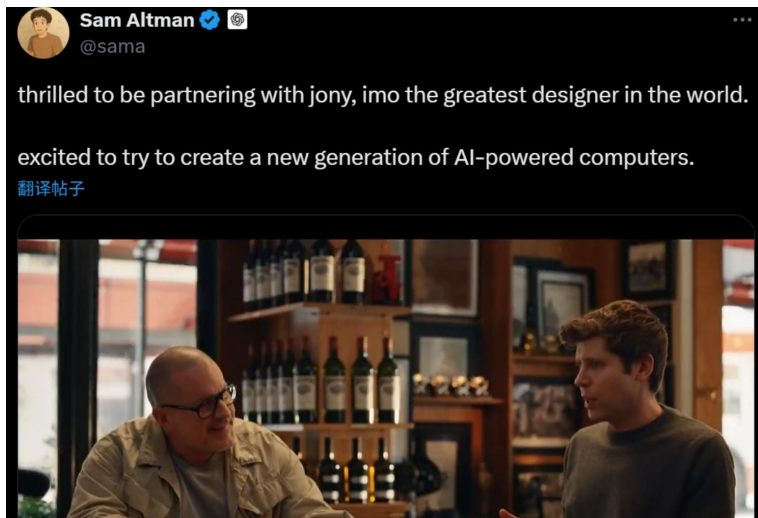 Sam Altman
@sama
thrilled to be partnering with jony, imo the greatest designer in the world.
excited to try to create a new generation of AI-powered computers.
翻译帖子